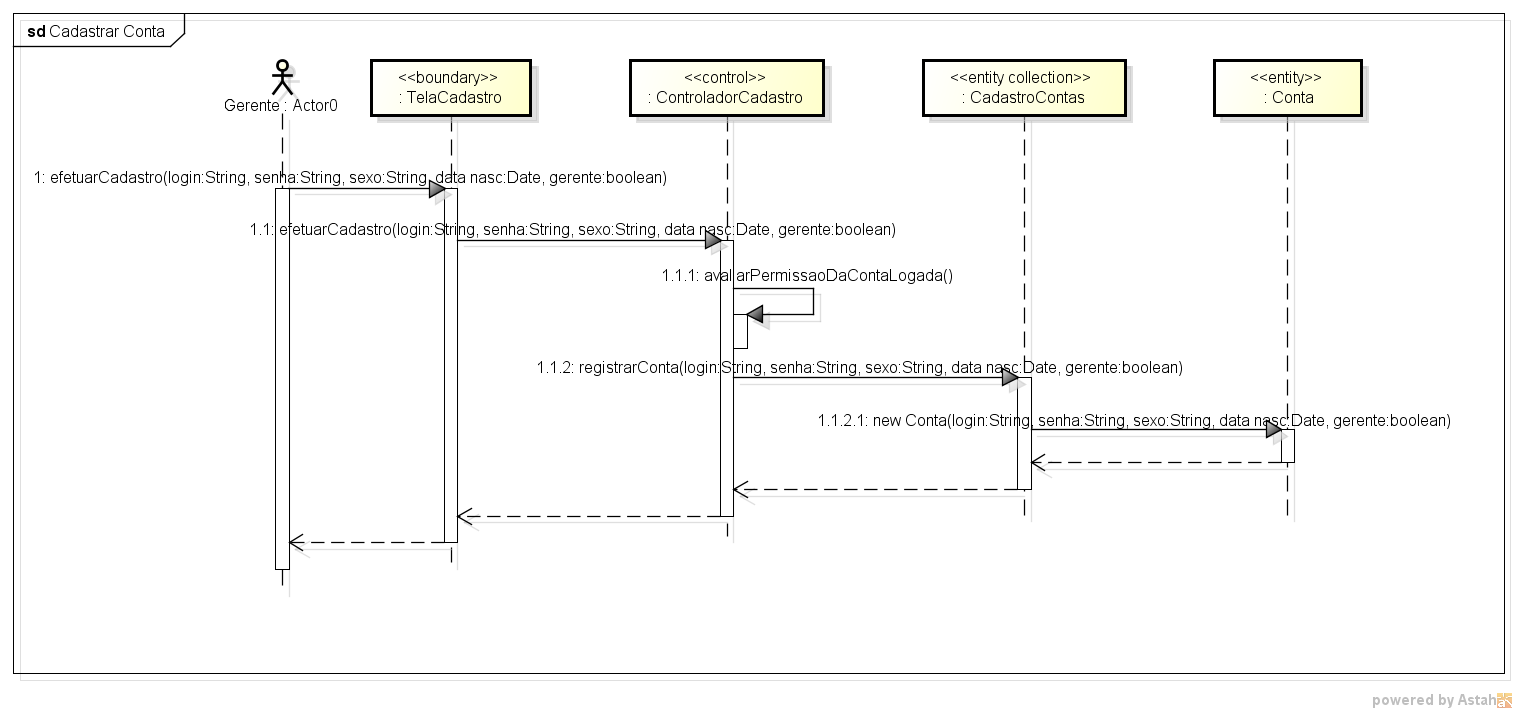 sd Cadastrar Conta
Gerente : Actor0
<<boundary>>
: TelaCadastro
<<control>>
: ControladorCadastro
<<entity collection>>
: CadastroContas
<<entity>>
: Conta
1: efetuarCadastro(login:String, senha:String, sexo:String, data nasc:Date, gerente:boolean)
1.1: efetuarCadastro(login:String, senha:String, sexo:String, data nasc:Date, gerente:boolean)
1.1.1: avaliarPermissaoDaContaLogada()
1.1.2: registrarConta(login:String, senha:String, sexo:String, data nasc:Date, gerente:boolean)
1.1.2.1: new Conta(login:String, senha:String, sexo:String, data nasc:Date, gerente:boolean)
powered by Astah